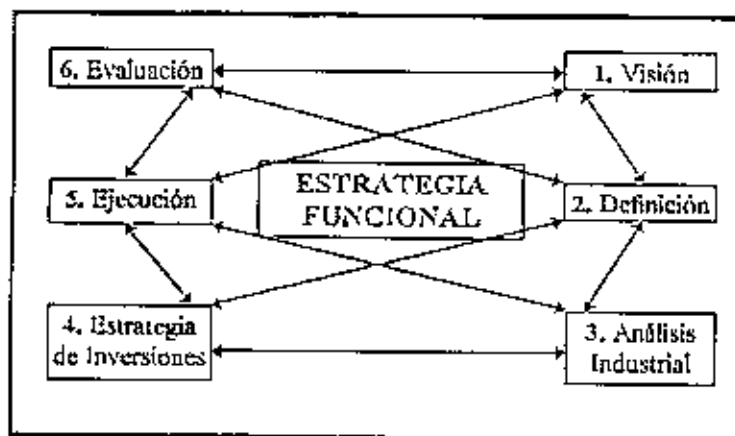 6. Evaluación
1. Visión
ESTRATEGIA
FUNCIONAL
5. Ejecución
2. Definición
4. Estrategia
de Inversiones
3. Análisis
Industrial